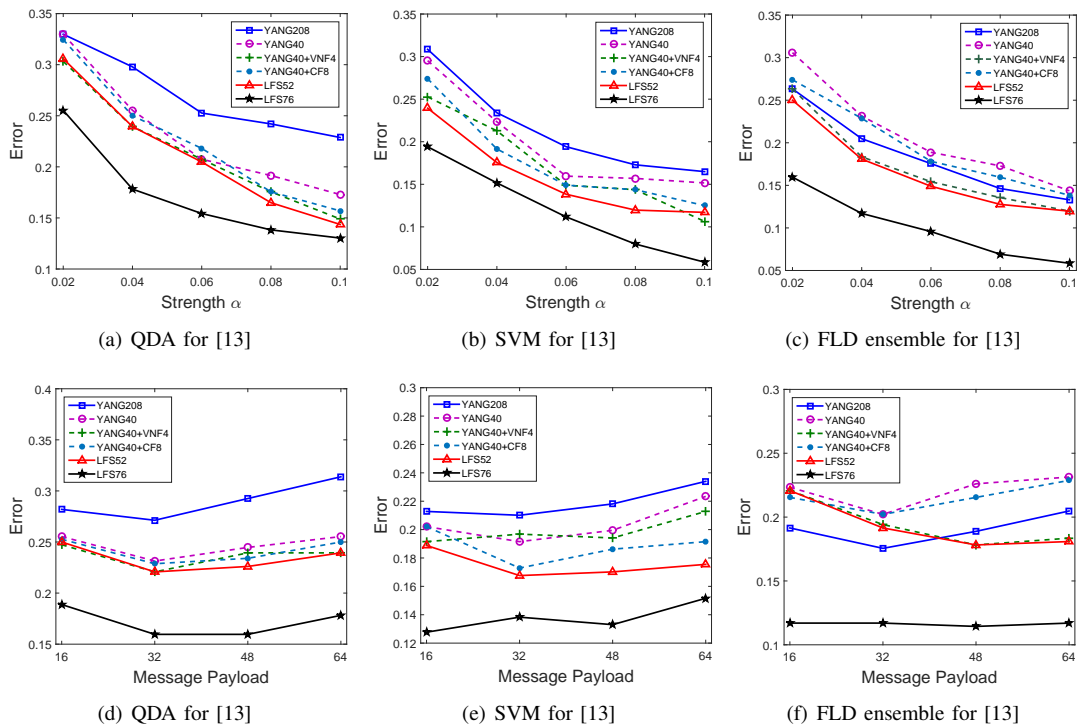 0.35
0.3
0.25
0.2
0.15
0.1
Error
YANG208
YANG40
YANG40+VNF4
YANG40+CF8
LFS52
LFS76
0.02 0.04 0.06 0.08 0.1
Strength α
(a) QDA for [13]
0.35
0.3
0.25
0.2
0.15
0.1
0.05
Error
YANG208
YANG40
YANG40+VNF4
YANG40+CF8
LFS52
LFS76
0.02 0.04 0.06 0.08 0.1
Strength α
(b) SVM for [13]
0.35
0.3
0.25
0.2
0.15
0.1
0.05
Error
YANG208
YANG40
YANG40+VNF4
YANG40+CF8
LFS52
LFS76
0.02 0.04 0.06 0.08 0.1
Strength α
(c) FLD ensemble for [13]
0.4
0.35
0.3
0.25
0.2
0.15
Error
YANG208
YANG40
YANG40+VNF4
YANG40+CF8
LFS52
LFS76
16 32 48 64
Message Payload
(d) QDA for [13]
0.3
0.28
0.26
0.24
0.22
0.2
0.18
0.16
0.14
0.12
Error
YANG208
YANG40
YANG40+VNF4
YANG40+CF8
LFS52
LFS76
16 32 48 64
Message Payload
(e) SVM for [13]
0.3
0.25
0.2
0.15
0.1
Error
YANG208
YANG40
YANG40+VNF4
YANG40+CF8
LFS52
LFS76
16 32 48 64
Message Payload
(f) FLD ensemble for [13]